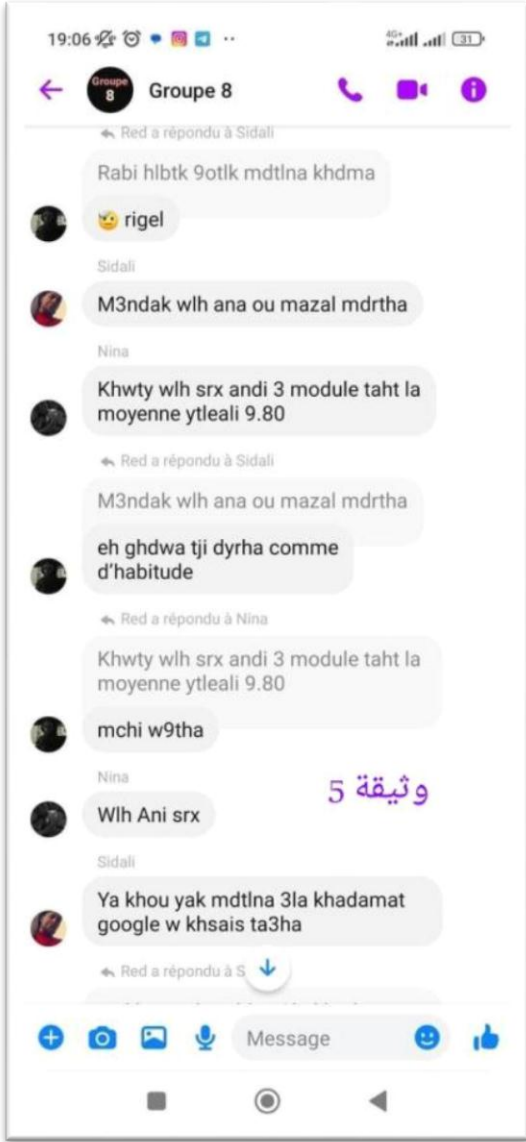 19:06
4G+
31
Groupe 8
Groupe 8
Red a répondu à Sidali
Rabi hlbtk 9otlk mdtlna khdma
🤕 rigel
Sidali
M3ndak wlh ana ou mazal mdrtha
Nina
Khwty wlh srx andi 3 module taht la
moyenne ytleali 9.80
Red a répondu à Sidali
M3ndak wlh ana ou mazal mdrtha
eh ghdwa tji dyrha comme
d'habitude
Red a répondu à Nina
Khwty wlh srx andi 3 module taht la
moyenne ytleali 9.80
mchi w9tha
وثيقة 5
Nina
Wlh Ani srx
Sidali
Ya khou yak mdtlna 3la khadamat
google w khsais ta3ha
Red a répondu à S
Message